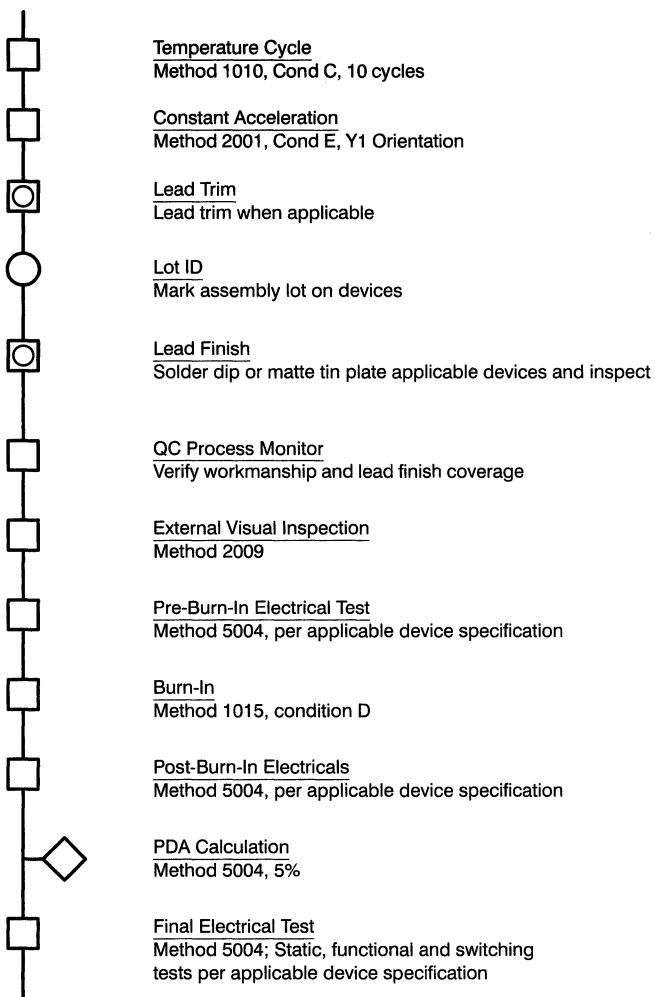 Temperature Cycle
Method 1010, Cond C, 10 cycles
Constant Acceleration
Method 2001, Cond E, Y1 Orientation
Lead Trim
Lead trim when applicable
Lot ID
Mark assembly lot on devices
Lead Finish
Solder dip or matte tin plate applicable devices and inspect
QC Process Monitor
Verify workmanship and lead finish coverage
External Visual Inspection
Method 2009
Pre-Burn-In Electrical Test
Method 5004, per applicable device specification
Burn-In
Method 1015, condition D
Post-Burn-In Electricals
Method 5004, per applicable device specification
PDA Calculation
Method 5004, 5%
Final Electrical Test
Method 5004; Static, functional and switching
tests per applicable device specification